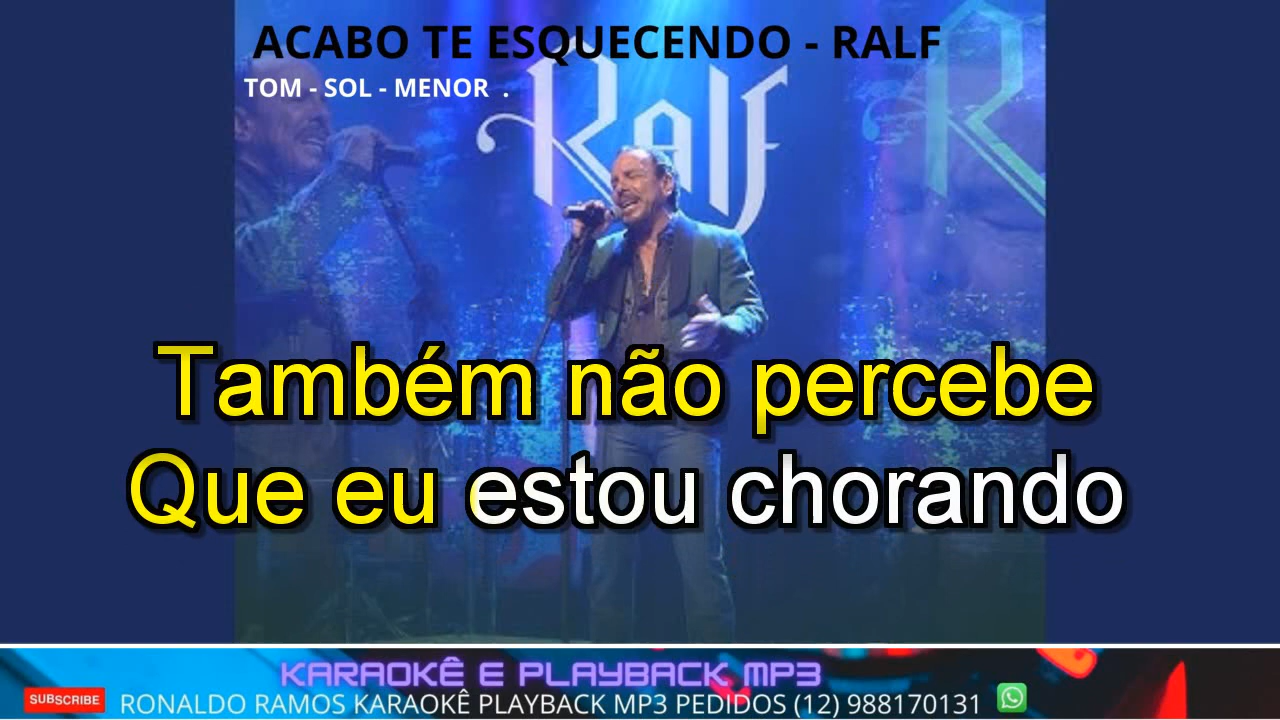 ACABO TE ESQUECENDO - RALF
TOM - SOL - MENOR .
Ralf
R
Também não percebe
Que eu estou chorando
KARAOKÊ E PLAYBACK MP3
SUBSCRIBE
RONALDO RAMOS KARAOKÊ PLAYBACK MP3 PEDIDOS (12) 988170131